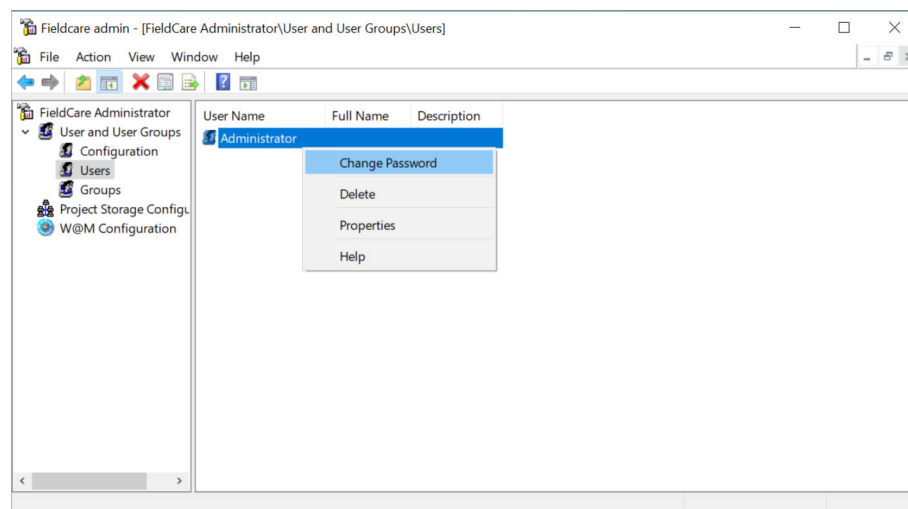 Fieldcare admin - [FieldCare Administrator\User and User Groups\Users]
File Action View Window Help
FieldCare Administrator
User and User Groups
Configuration
Users
Groups
Project Storage Configu
W@M Configuration
User Name Full Name Description
Administrator
Change Password
Delete
Properties
Help